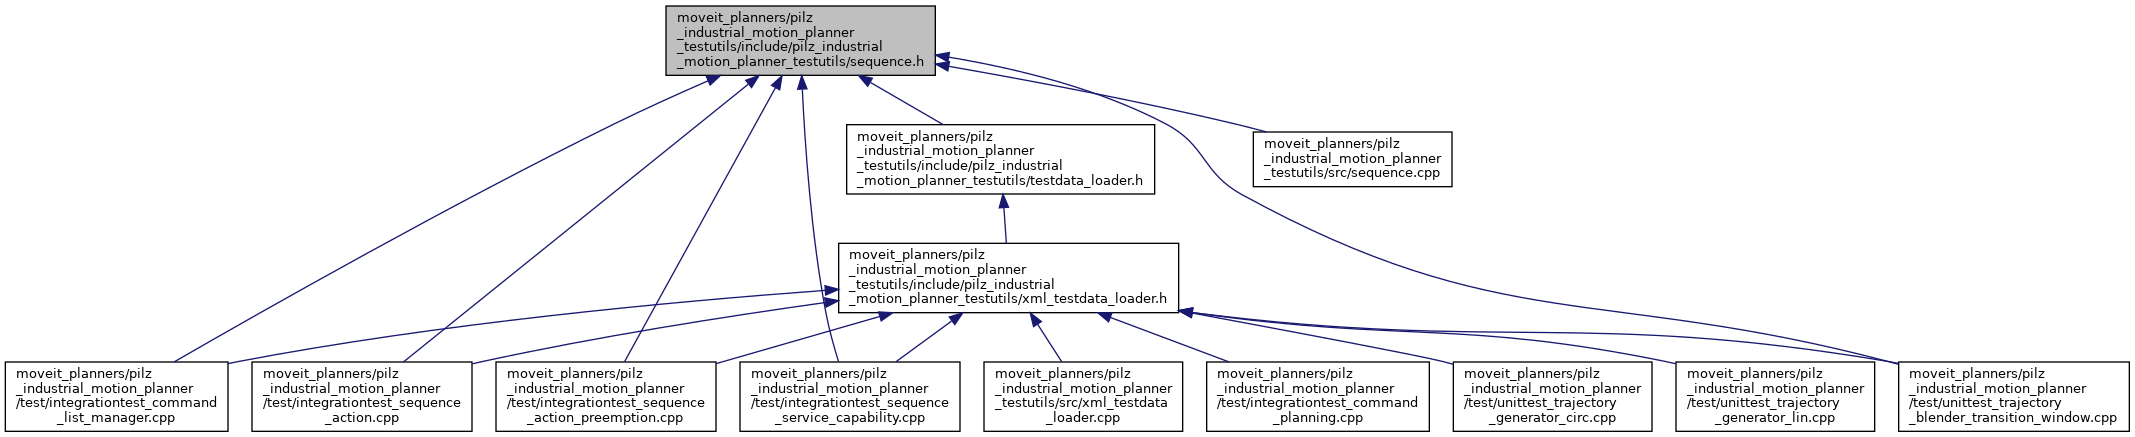 moveit_planners/pilz
_industrial_motion_planner
_testutils/include/pilz_industrial
_motion_planner_testutils/sequence.h
moveit_planners/pilz
_industrial_motion_planner
_testutils/include/pilz_industrial
_motion_planner_testutils/testdata_loader.h
moveit_planners/pilz
_industrial_motion_planner
_testutils/src/sequence.cpp
moveit_planners/pilz
_industrial_motion_planner
_testutils/include/pilz_industrial
_motion_planner_testutils/xml_testdata_loader.h
moveit_planners/pilz
_industrial_motion_planner
/test/integrationtest_command
_list_manager.cpp
moveit_planners/pilz
_industrial_motion_planner
/test/integrationtest_sequence
_action.cpp
moveit_planners/pilz
_industrial_motion_planner
/test/integrationtest_sequence
_action_preemption.cpp
moveit_planners/pilz
_industrial_motion_planner
/test/integrationtest_sequence
_service_capability.cpp
moveit_planners/pilz
_industrial_motion_planner
_testutils/src/xml_testdata
_loader.cpp
moveit_planners/pilz
_industrial_motion_planner
/test/integrationtest_command
_planning.cpp
moveit_planners/pilz
_industrial_motion_planner
/test/unittest_trajectory
_generator_circ.cpp
moveit_planners/pilz
_industrial_motion_planner
/test/unittest_trajectory
_generator_lin.cpp
moveit_planners/pilz
_industrial_motion_planner
/test/unittest_trajectory
_blender_transition_window.cpp